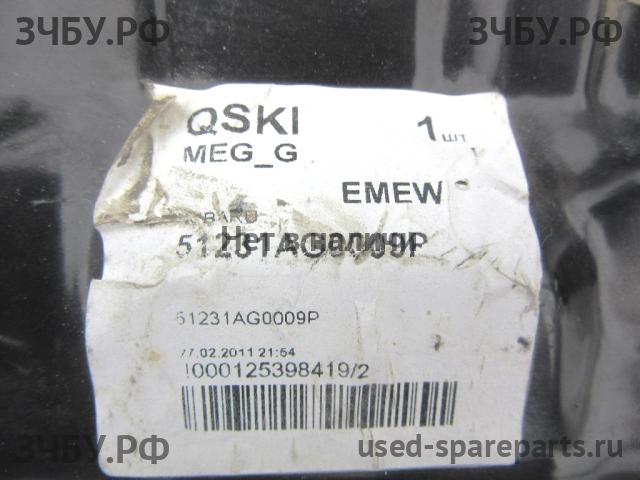 ЗЧБУ.РФ
ЗЧБУ.РФ
QSKI
1 шт
MEG_G
EMEW
51231AG0009P
Нет в наличии
51231AG0009P
27.02.2011 21:54
1000125398419/2
ЗЧБУ.РФ
used-spareparts.ru